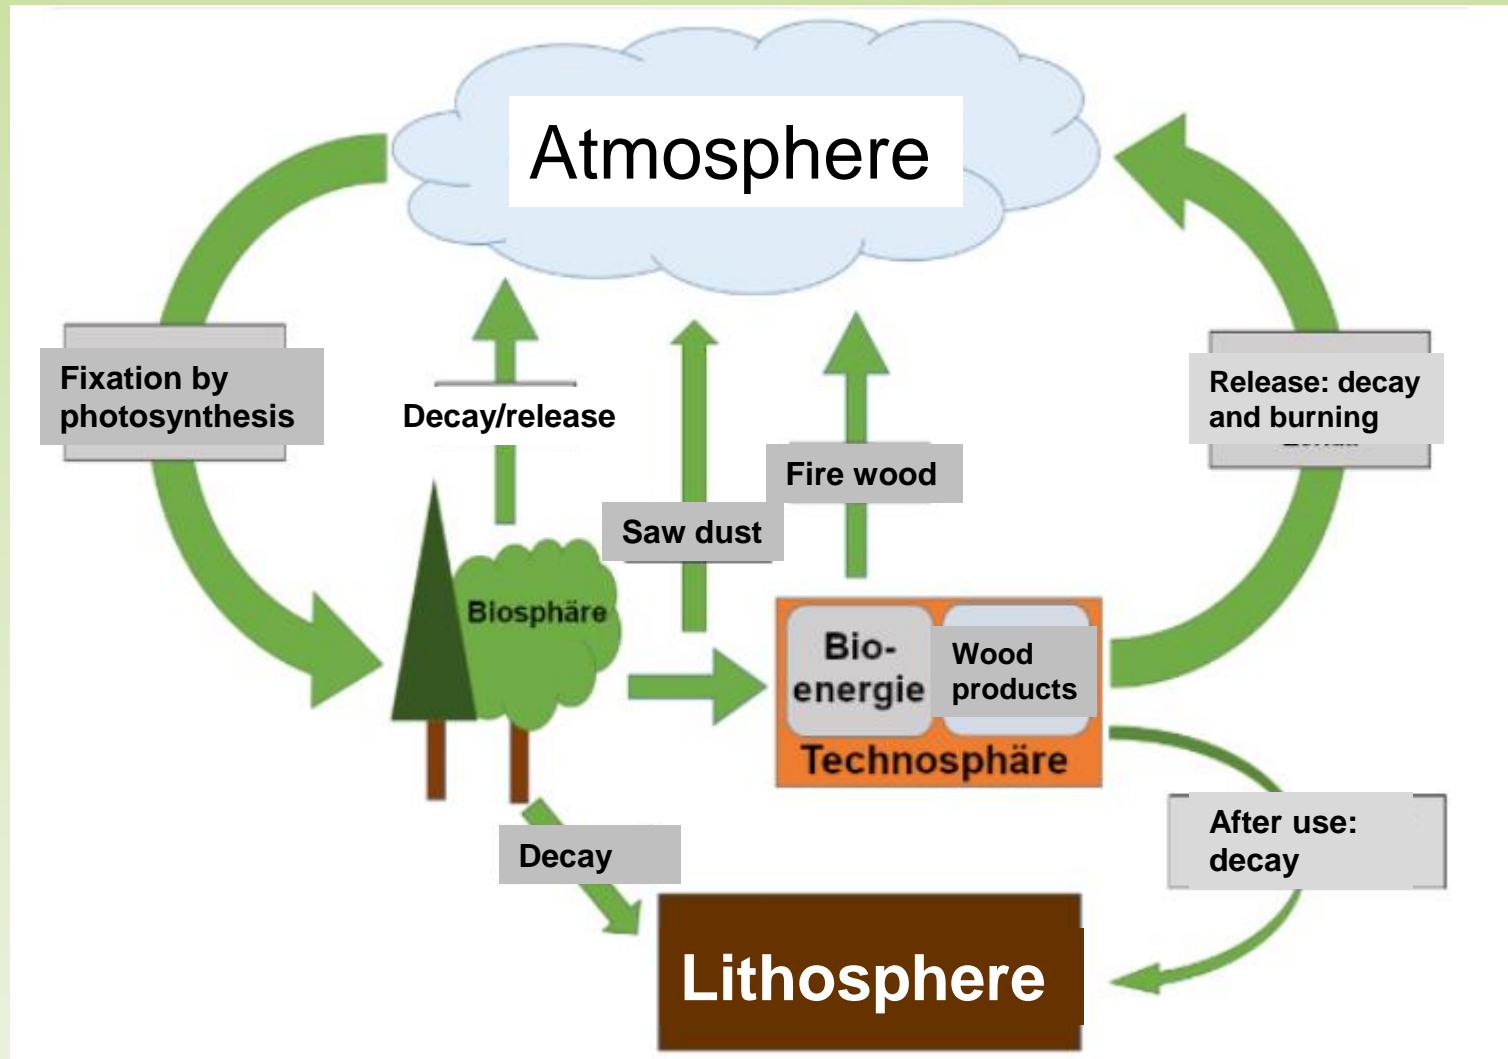 Atmosphere
Fixation by
photosynthesis
Decay/release
Release: decay
and burning
Fire wood
Saw dust
Biosphäre
Bio-
energie
Wood
products
Technosphäre
After use:
decay
Decay
Lithosphere